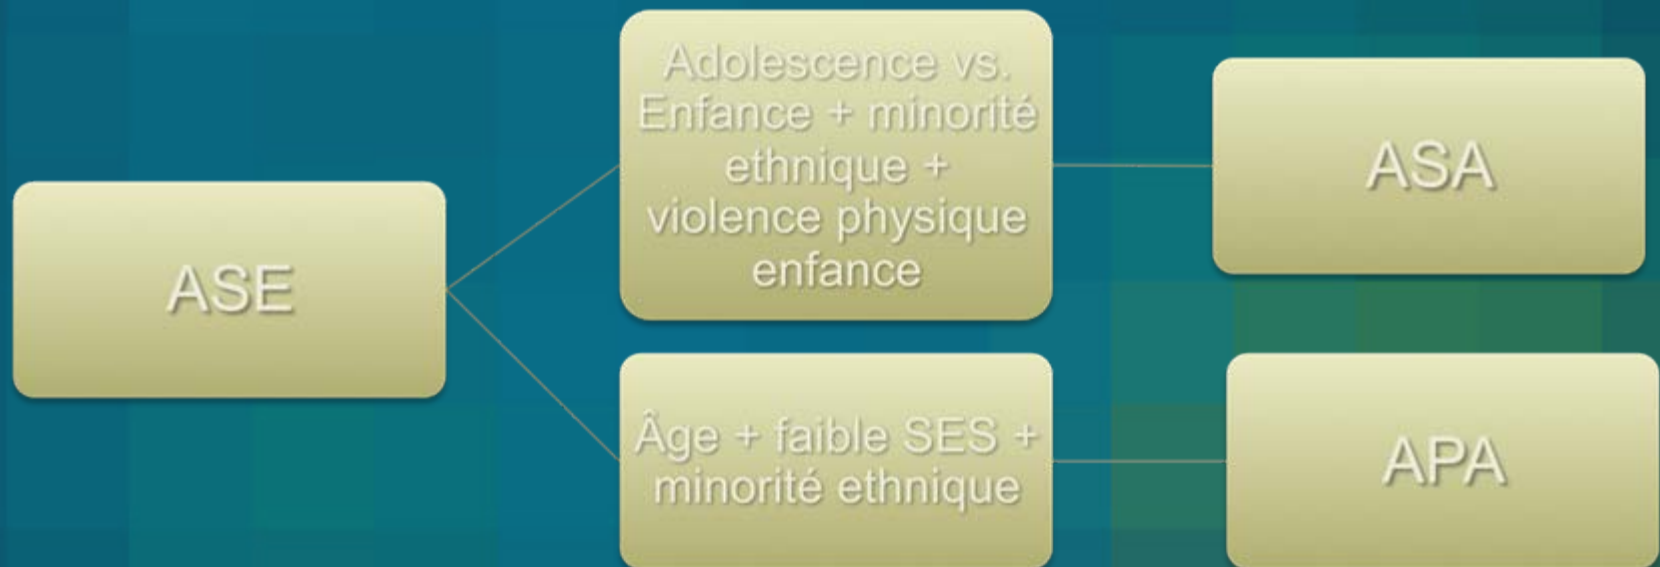 ASE
Adolescence vs.
Enfance + minorité
ethnique +
violence physique
enfance
ASA
Âge + faible SES +
minorité ethnique
APA